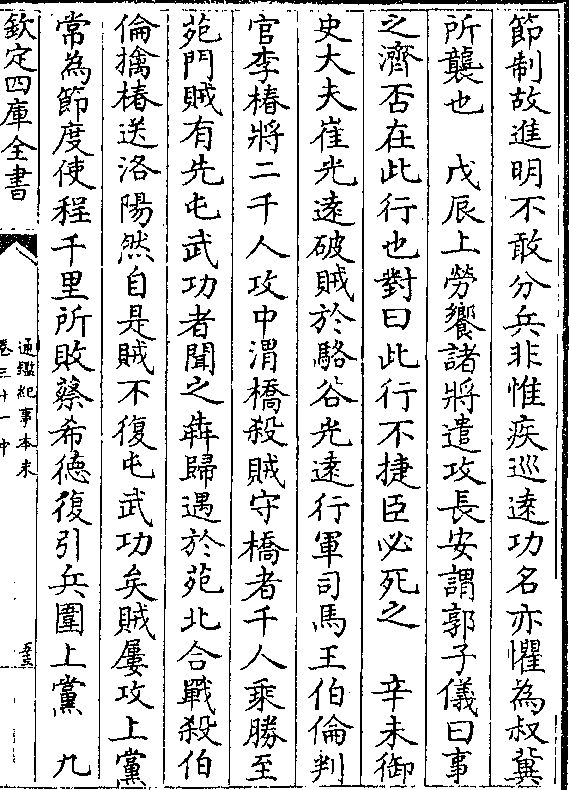 節制故進明不敢分兵非惟疾巡逺功名亦懼為叔冀
所襲也　戊辰上勞饗諸將遣攻長安謂郭子儀曰事
之濟否在此行也對曰此行不捷臣必死之　辛未御
史大夫崔光逺破賊於駱谷光逺行軍司馬王伯倫判
官李椿將二千人攻中渭橋殺賊守橋者千人乘勝至
苑門賊有先屯武功者聞之犇歸遇於苑北合戰殺伯
倫擒椿送洛陽然自是賊不復屯武功矣賊屢攻上黨
常為節度使程千里所敗蔡希徳復引兵圍上黨　九
欽定四庫全書
通鑑紀事本末
卷三十一中